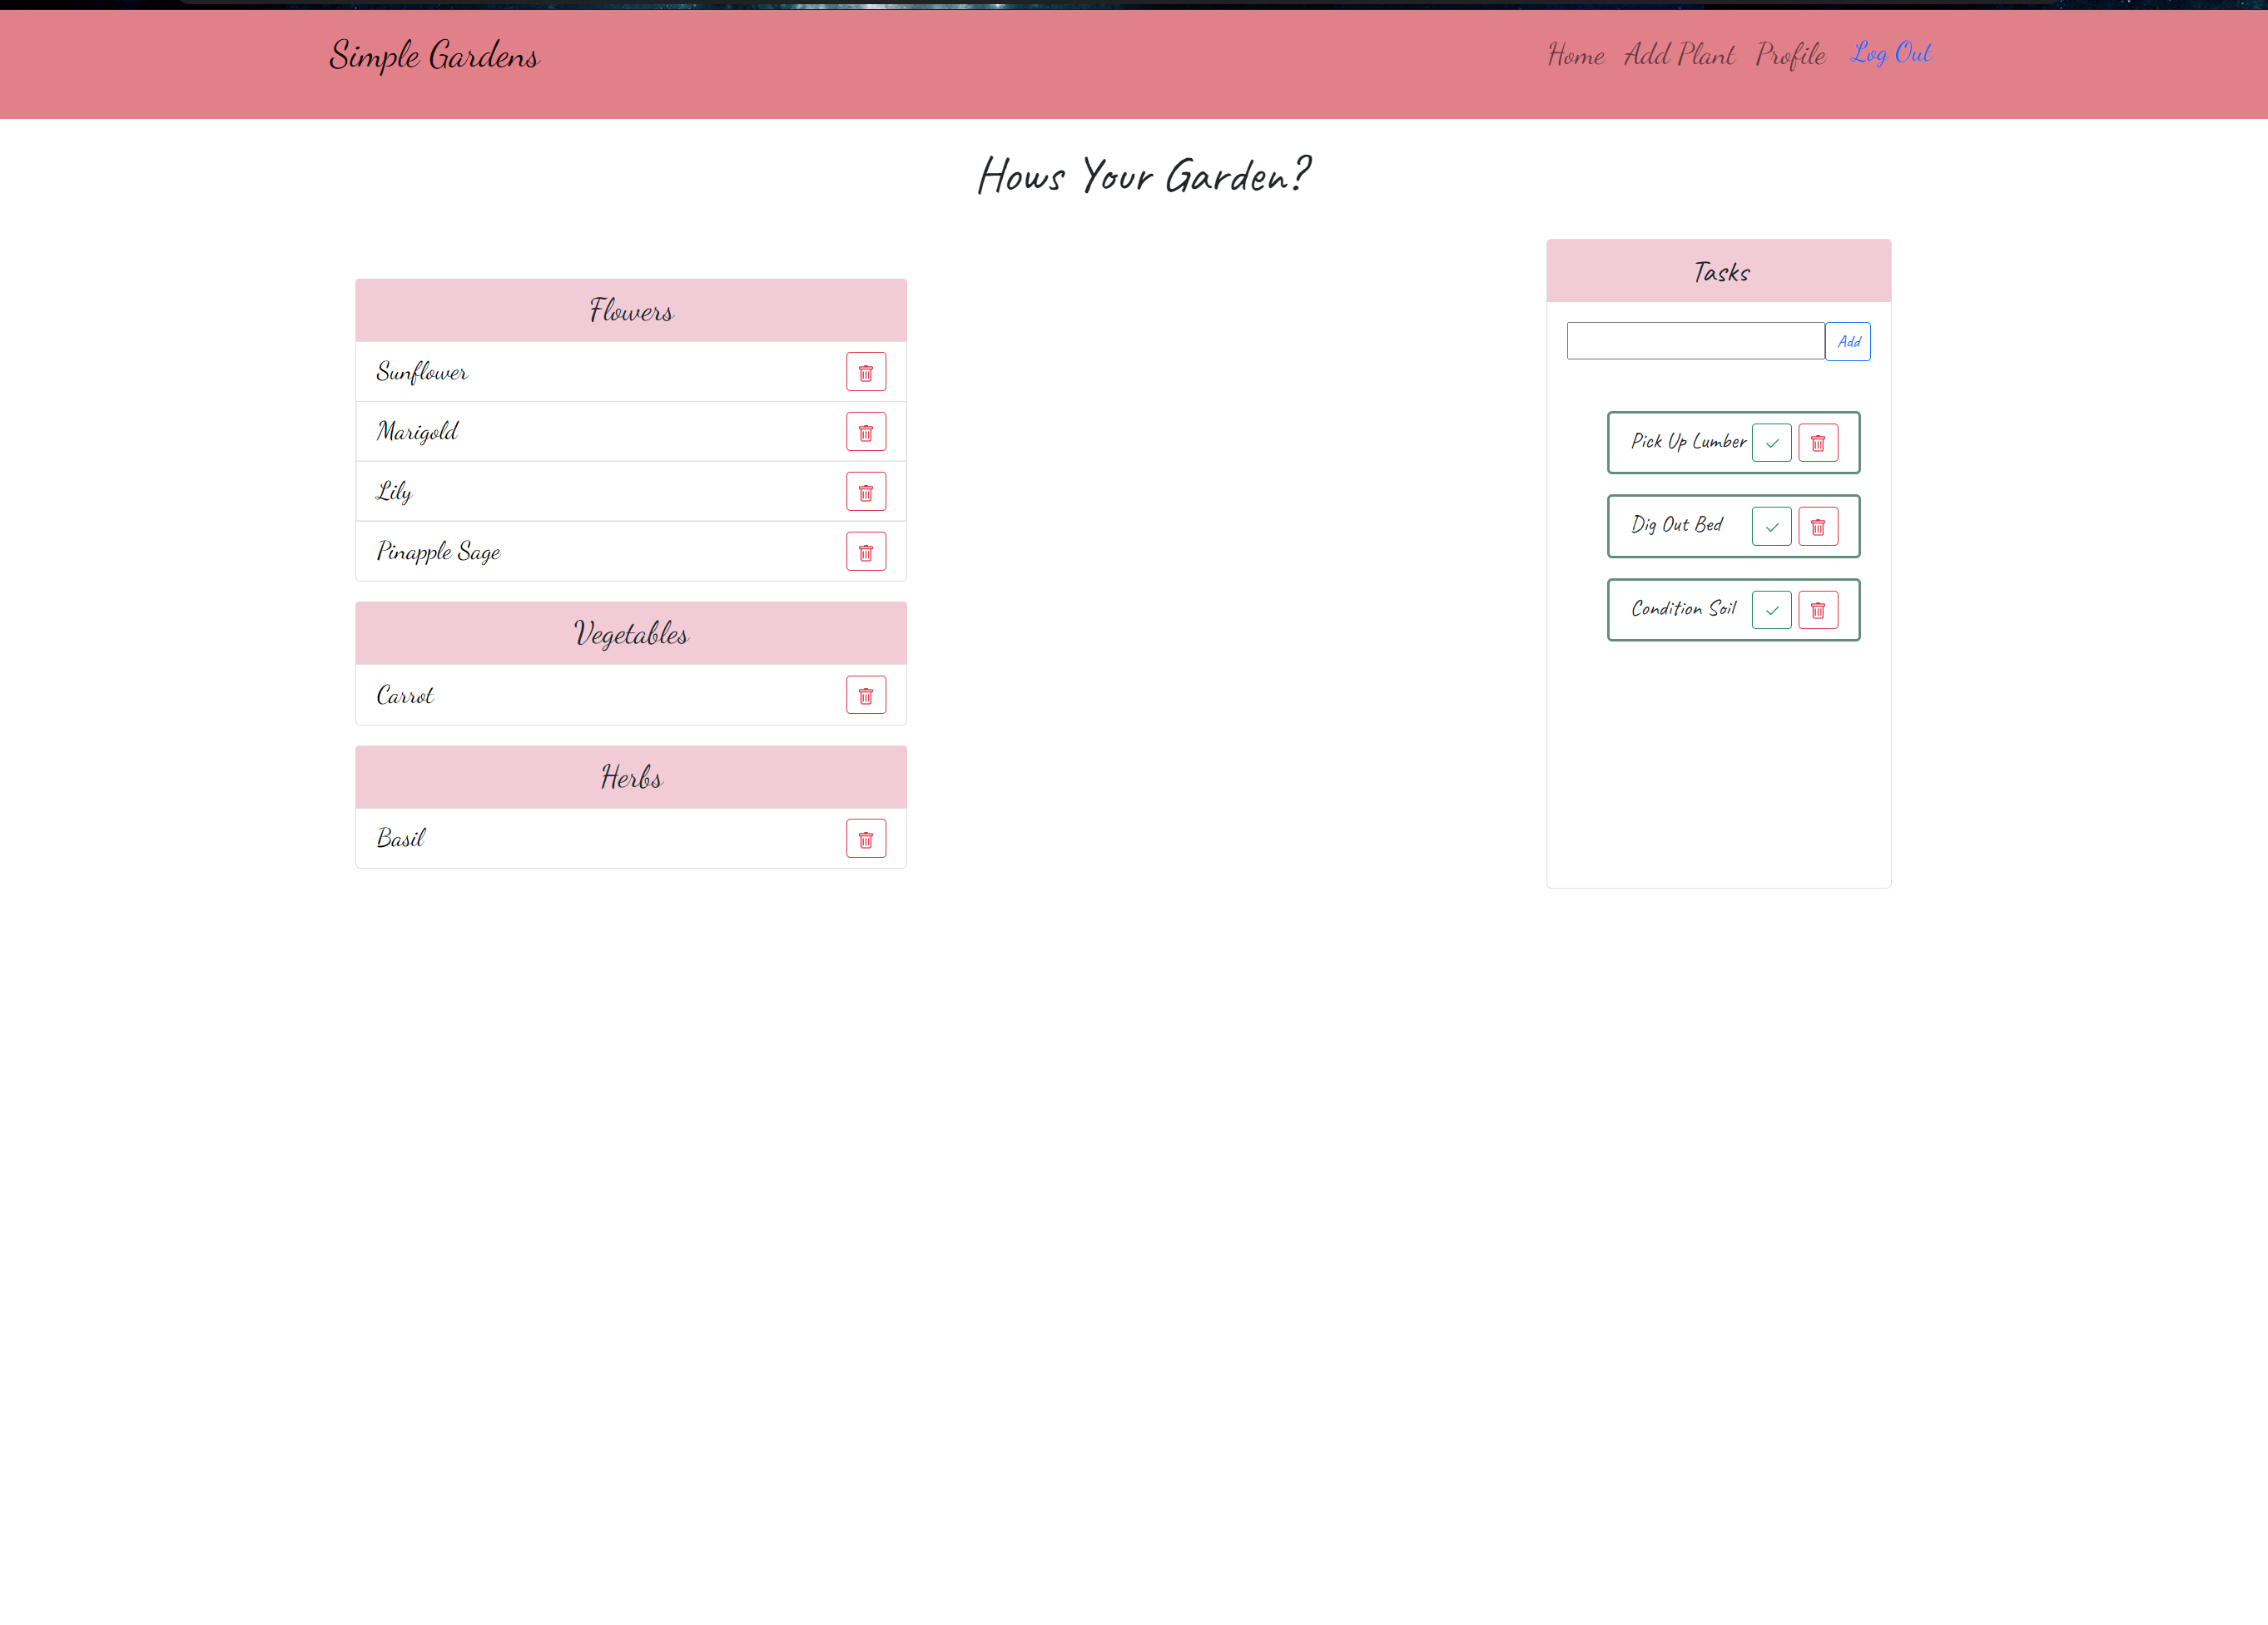 Simple Gardens
Home Add Plant Profile Log Out
Hows Your Garden?
Flowers
Sunflower
Marigold
Lily
Pinapple Sage
Vegetables
Carrot
Herbs
Basil
Tasks
Add
Pick Up Lumber
Dig Out Bed
Condition Soil